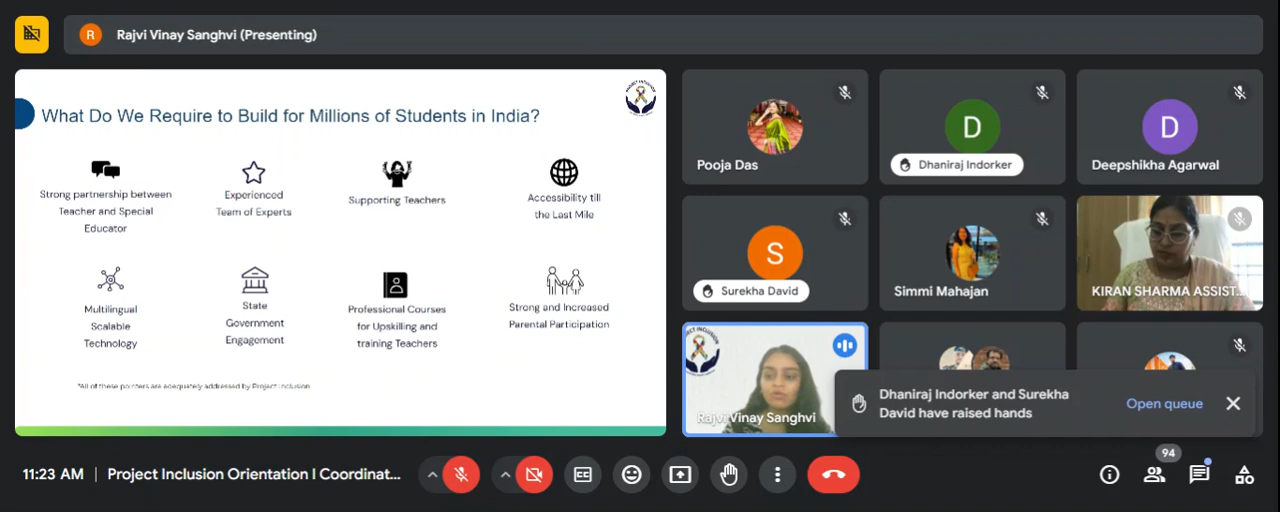 R
Rajvi Vinay Sanghvi (Presenting)
What Do We Require to Build for Millions of Students in India?
Strong partnership between
Teacher and Special
Educator
Experienced
Team of Experts
Supporting Teachers
Accessibility till
the Last Mile
Multilingual
Scalable
Technology
State
Government
Engagement
Professional Courses
for Upskilling and
training Teachers
Strong and Increased
Parental Participation
*All of these pointers are adequately addressed by Project Inclusion
Pooja Das
D
Dhaniraj Indorker
D
Deepshikha Agarwal
S
Surekha David
Simmi Mahajan
KIRAN SHARMA ASSIST...
PROJECT INCLUSION
Rajvi Vinay Sanghvi
Dhaniraj Indorker and Surekha
David have raised hands
Open queue
11:23 AM | Project Inclusion Orientation I Coordinat...
CC
94